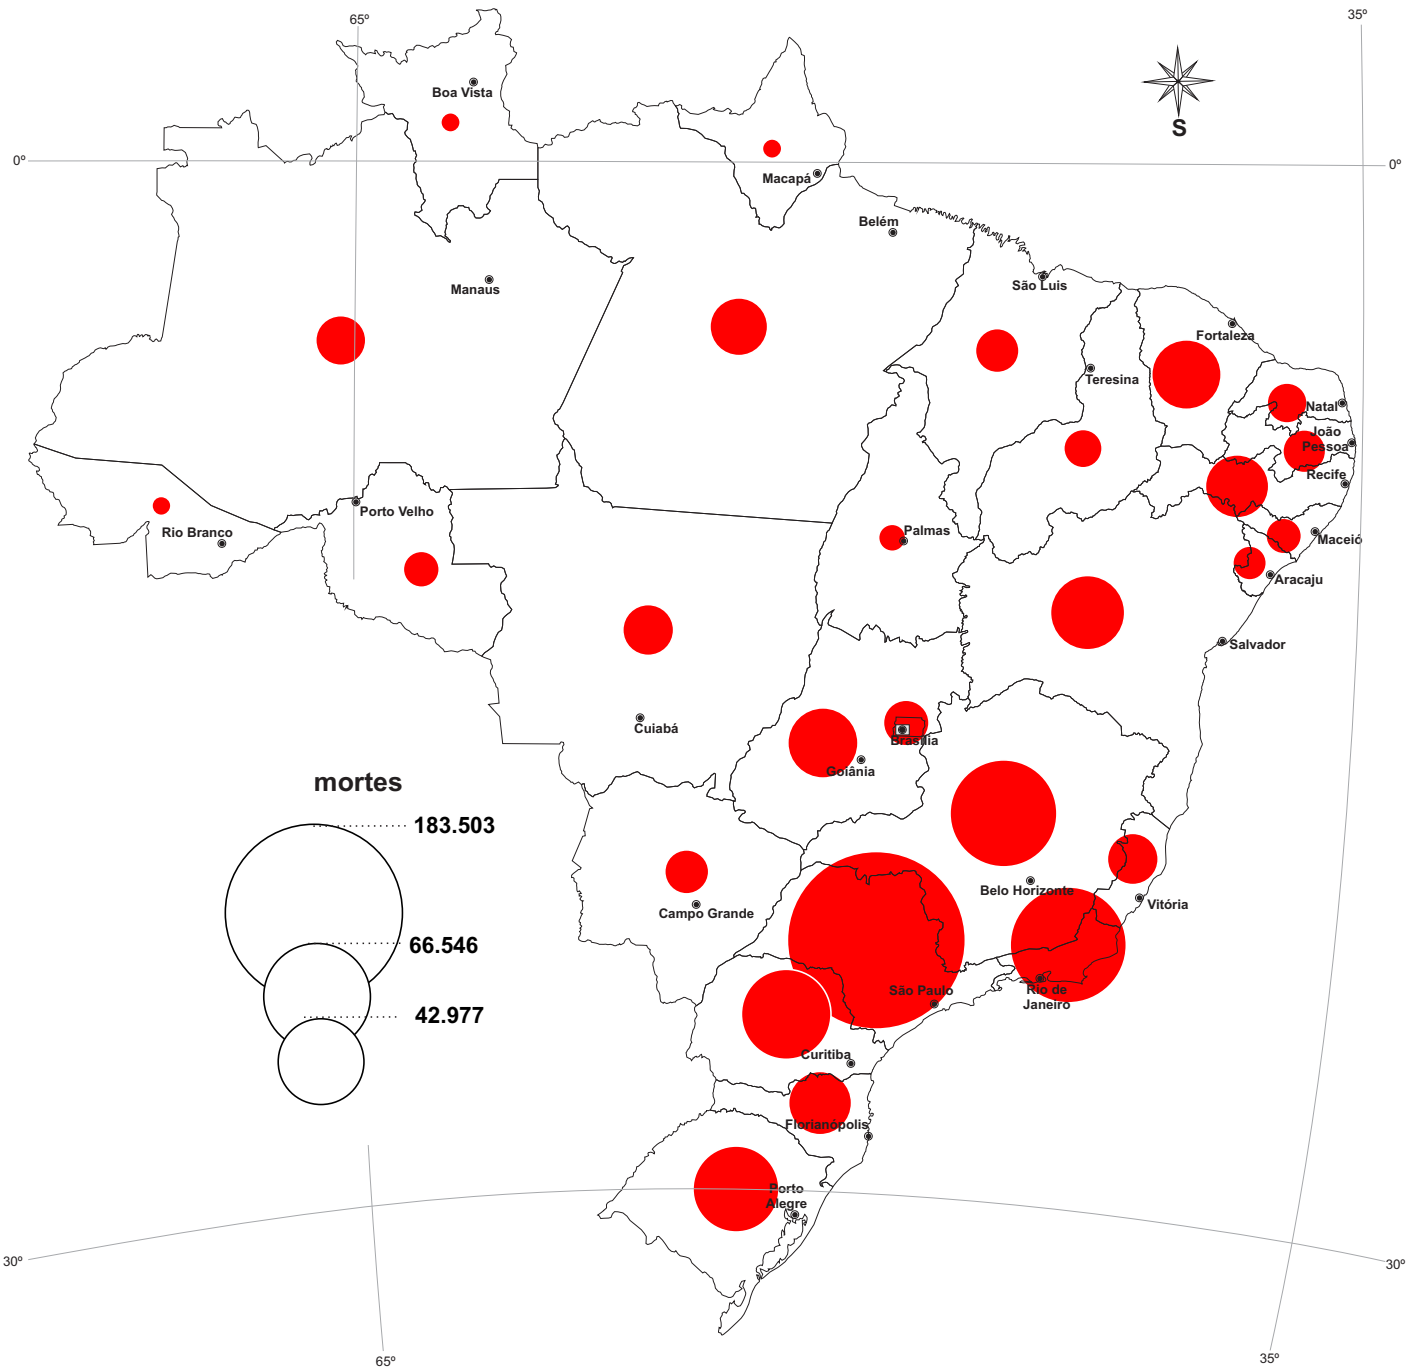 65º
35º
Boa Vista
S
0º
0º
Macapá
Belém
Manaus
São Luis
Fortaleza
Teresina
Natal
João
Pessoa
Recife
Porto Velho
Rio Branco
Palmas
Maceió
Aracaju
Salvador
Cuiabá
Brasília
Goiânia
mortes
183.503
66.546
42.977
Campo Grande
Belo Horizonte
Vitória
São Paulo
Rio de
Janeiro
Curitiba
Florianópolis
Porto
Alegre
30º
30º
65º
35º